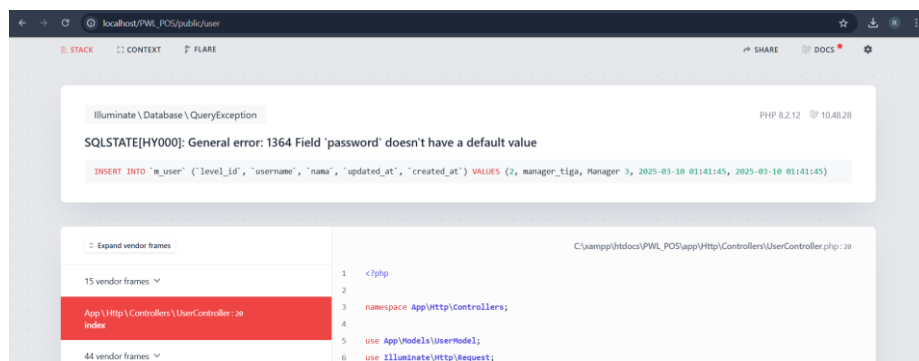 localhost/PWL_POS/public/user
STACK CONTEXT FLARE SHARE DOCS
Illuminate \ Database \ QueryException PHP 8.2.12 10.48.28
SQLSTATE[HY000]: General error: 1364 Field `password` doesn't have a default value
INSERT INTO `m_user` (`level_id`, `username`, `nama`, `updated_at`, `created_at`) VALUES (2, manager_tiga, Manager 3, 2025-03-10 01:41:45, 2025-03-10 01:41:45)
Expand vendor frames
C:\xampp\htdocs\PWL_POS\app\Http\Controllers\UserController.php:20
15 vendor frames
App \ Http \ Controllers \ UserController : 20
index
44 vendor frames
1 <?php
2
3 namespace App\Http\Controllers;
4
5 use App\Models\UserModel;
6 use Illuminate\Http\Request;